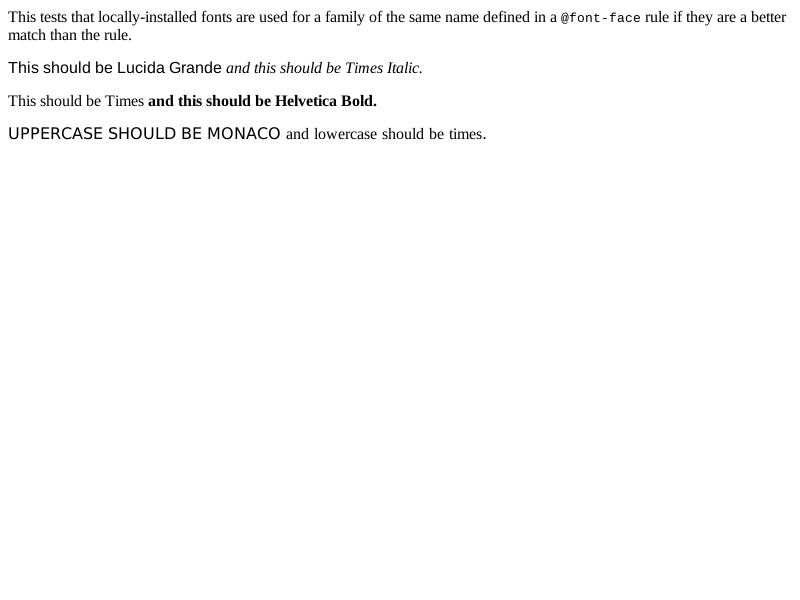 This tests that locally-installed fonts are used for a family of the same name defined in a @font-face rule if they are a better
match than the rule.
This should be Lucida Grande and this should be Times Italic.
This should be Times and this should be Helvetica Bold.
UPPERCASE SHOULD BE MONACO and lowercase should be times.